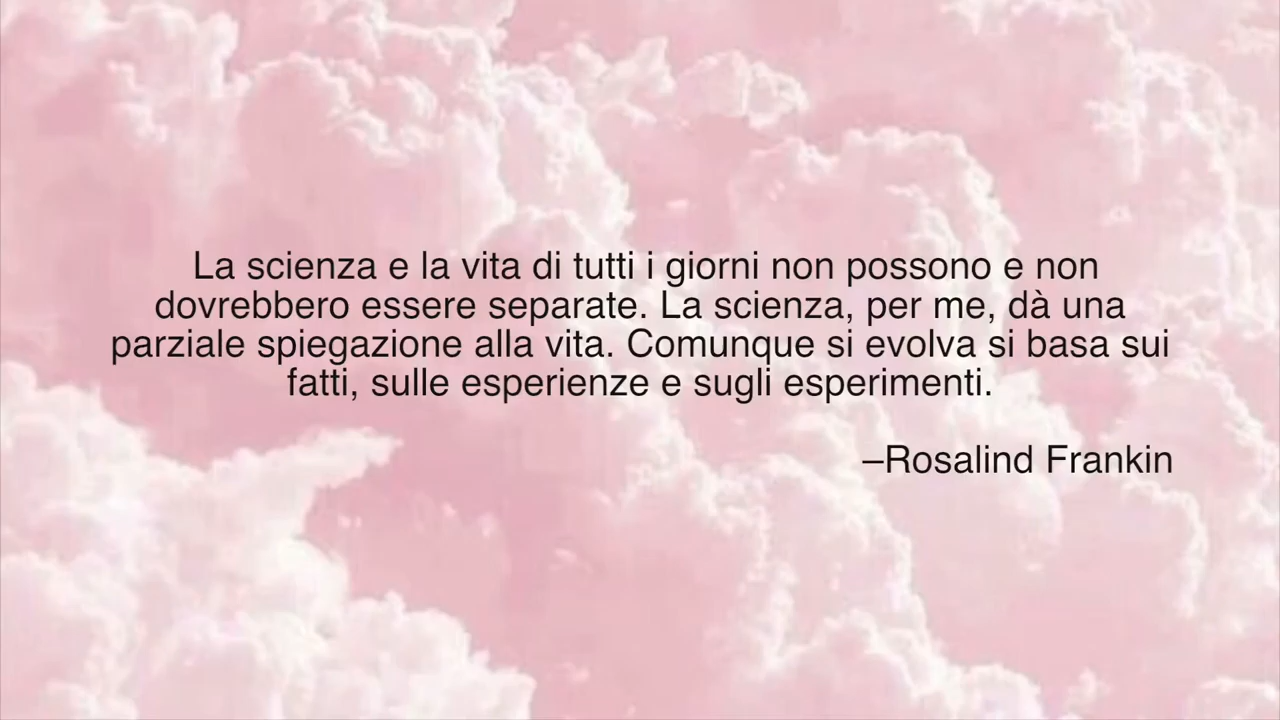 La scienza e la vita di tutti i giorni non possono e non
dovrebbero essere separate. La scienza, per me, dà una
parziale spiegazione alla vita. Comunque si evolva si basa sui
fatti, sulle esperienze e sugli esperimenti.
–Rosalind Frankin